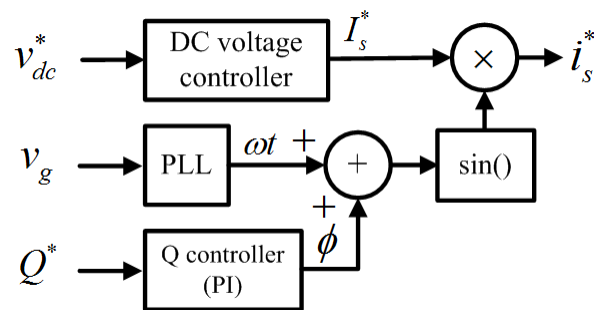 v*dc
DC voltage
controller
I*s
×
i*s
vg
PLL
ωt
+
+
sin()
+
ϕ
Q*
Q controller
(PI)